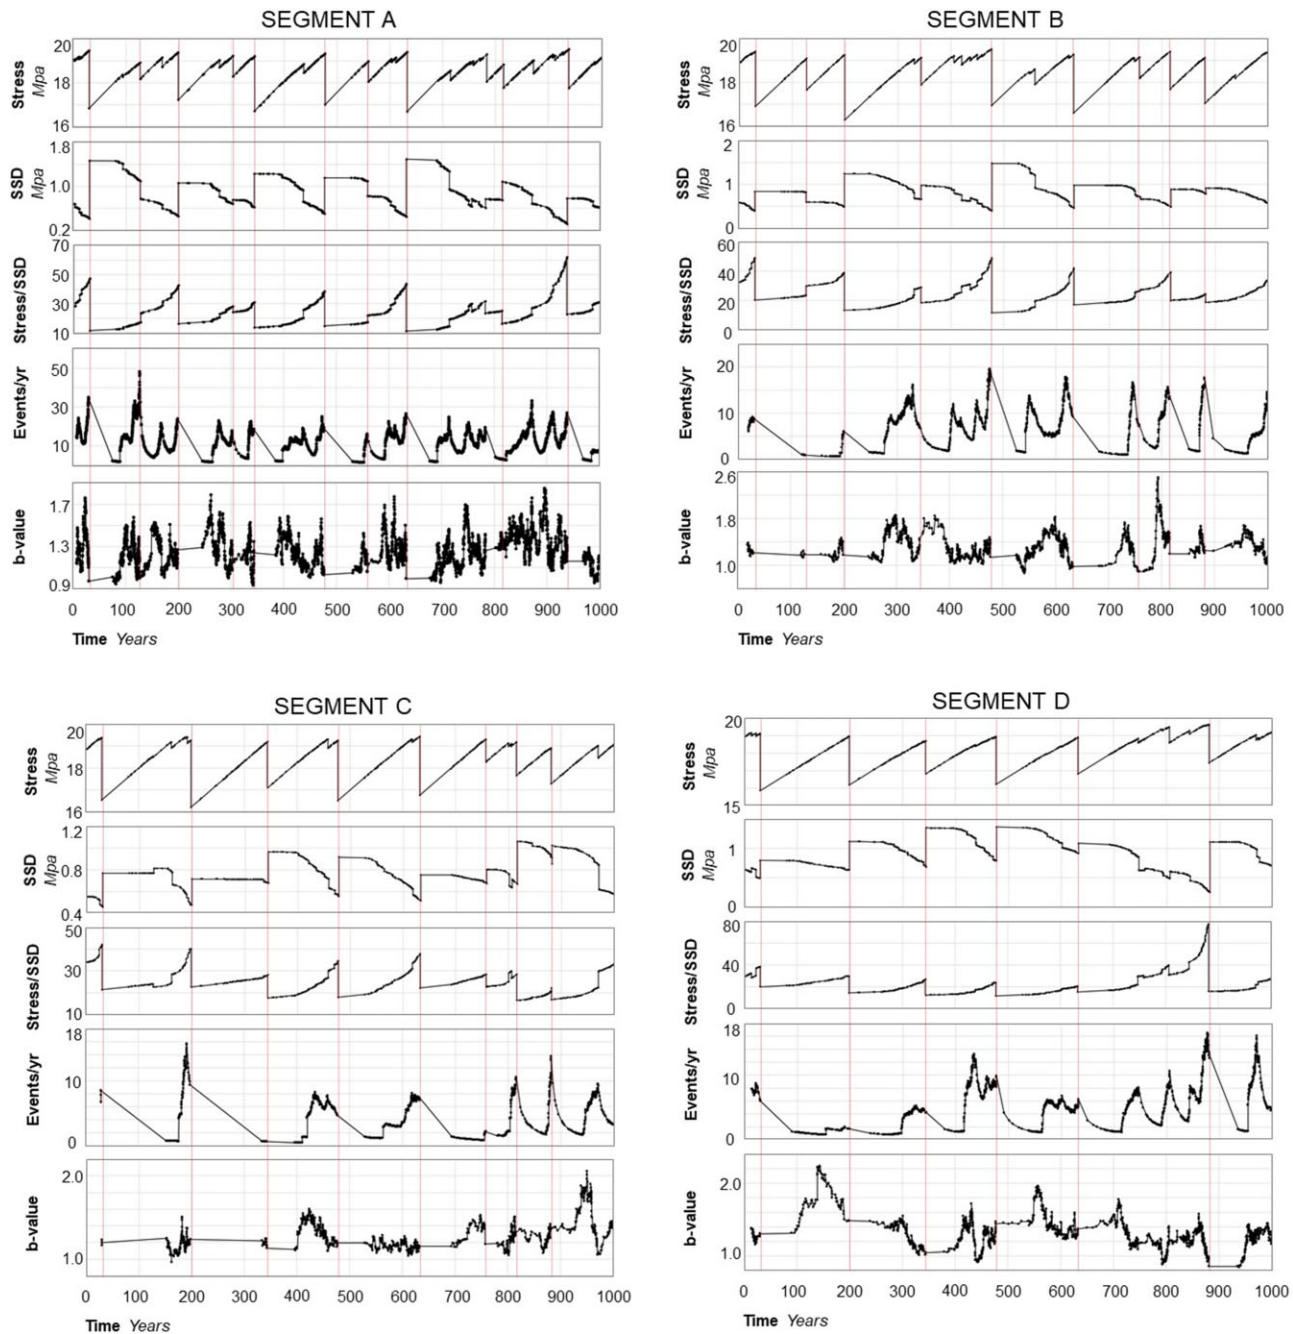 SEGMENT A
Stress Mpa
20
18
16
SSD Mpa
1.8
1.0
0.2
Stress/SSD
70
50
30
10
Events/yr
50
30
10
b-value
1.7
1.3
0.9
0 100 200 300 400 500 600 700 800 900 1000
Time Years
SEGMENT B
Stress Mpa
20
18
16
SSD Mpa
2
1
0
Stress/SSD
60
40
20
0
Events/yr
20
10
0
b-value
2.6
1.8
1.0
0 100 200 300 400 500 600 700 800 900 1000
Time Years
SEGMENT C
Stress Mpa
20
18
16
SSD Mpa
1.2
0.8
0.4
Stress/SSD
50
30
10
Events/yr
18
10
0
b-value
2.0
1.0
0 100 200 300 400 500 600 700 800 900 1000
Time Years
SEGMENT D
Stress Mpa
20
15
SSD Mpa
1
0
Stress/SSD
80
40
0
Events/yr
18
10
0
b-value
2.0
1.0
0 100 200 300 400 500 600 700 800 900 1000
Time Years